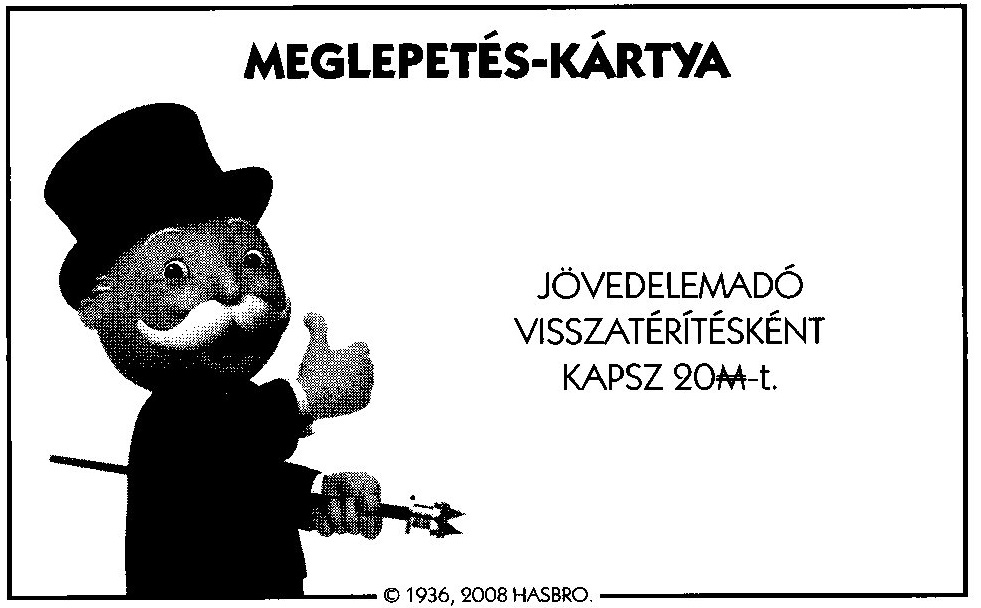 MEGLEPETÉS-KÁRTYA
JÖVEDELEMADÓ
VISSZATÉRÍTÉSKÉNT
KAPSZ 20M-t.
© 1936, 2008 HASBRO.